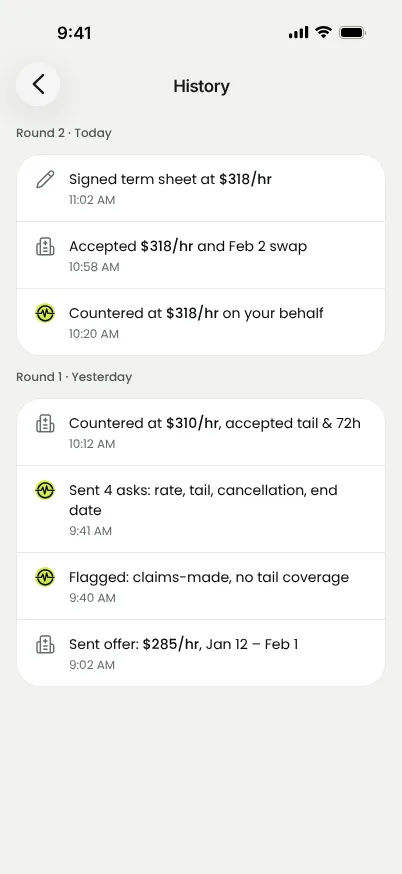 9:41
History
Round 2 · Today
Signed term sheet at $318/hr
11:02 AM
Accepted $318/hr and Feb 2 swap
10:58 AM
Countered at $318/hr on your behalf
10:20 AM
Round 1 · Yesterday
Countered at $310/hr, accepted tail & 72h
10:12 AM
Sent 4 asks: rate, tail, cancellation, end
date
9:41 AM
Flagged: claims-made, no tail coverage
9:40 AM
Sent offer: $285/hr, Jan 12 – Feb 1
9:02 AM